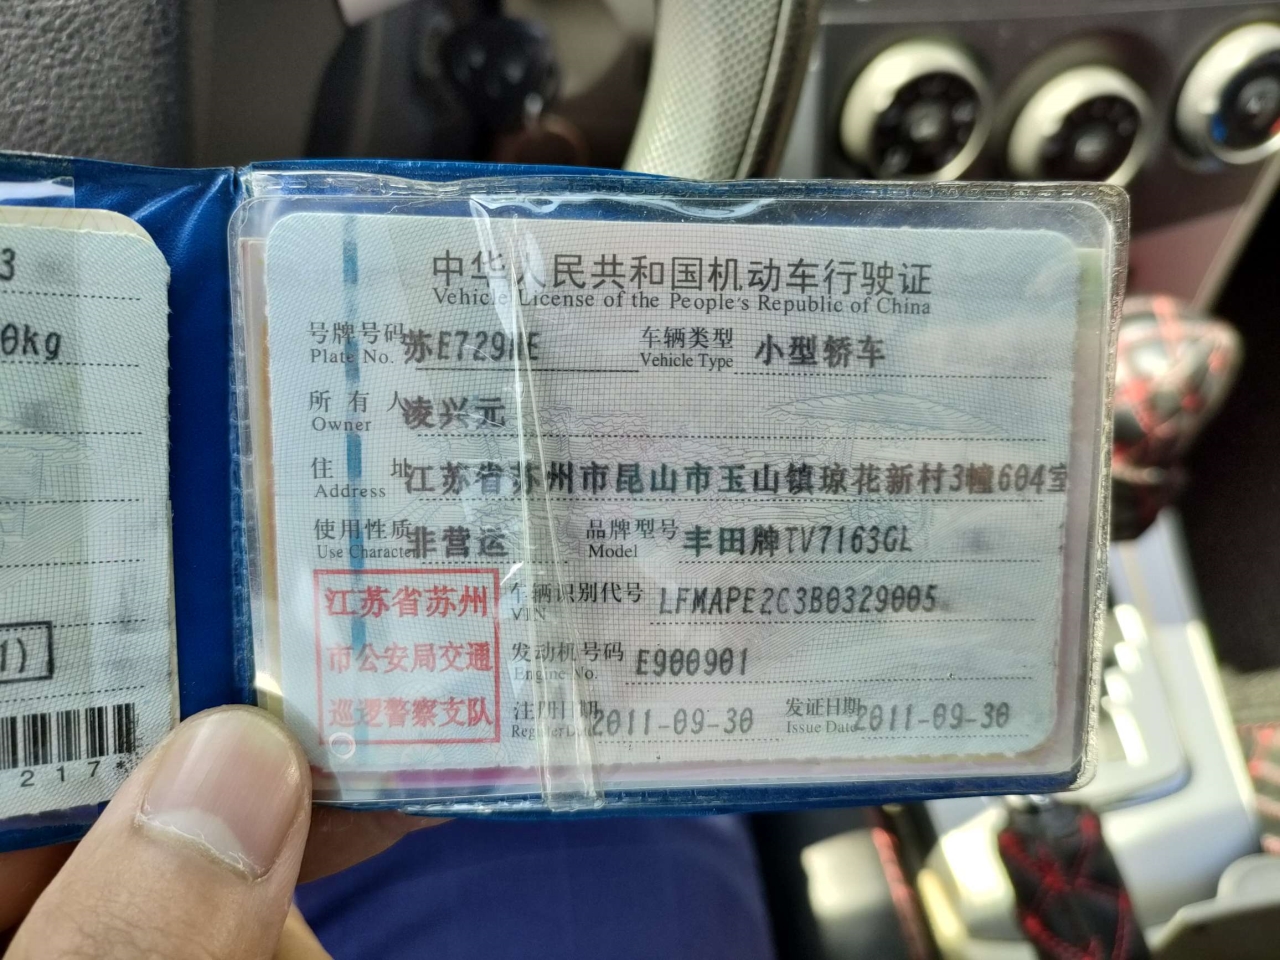 3
0kg
1)
217*
中华人民共和国机动车行驶证
Vehicle License of the People's Republic of China
号牌号码 Plate No. 车辆类型 Vehicle Type 小型轿车
所有人 Owner 凌兴元
住址 Address 江苏省苏州市昆山市玉山镇琼花新村3幢604室
使用性质 Use Character 非营运 品牌型号 Model 丰田牌TV7163GL
车辆识别代号 VIN LFMAPE2C3B0329005
发动机号码 Engine No. E900901
注册日期 Register Date 2011-09-30 发证日期 Issue Date 2011-09-30
江苏省苏州
市公安局交通
巡逻警察支队